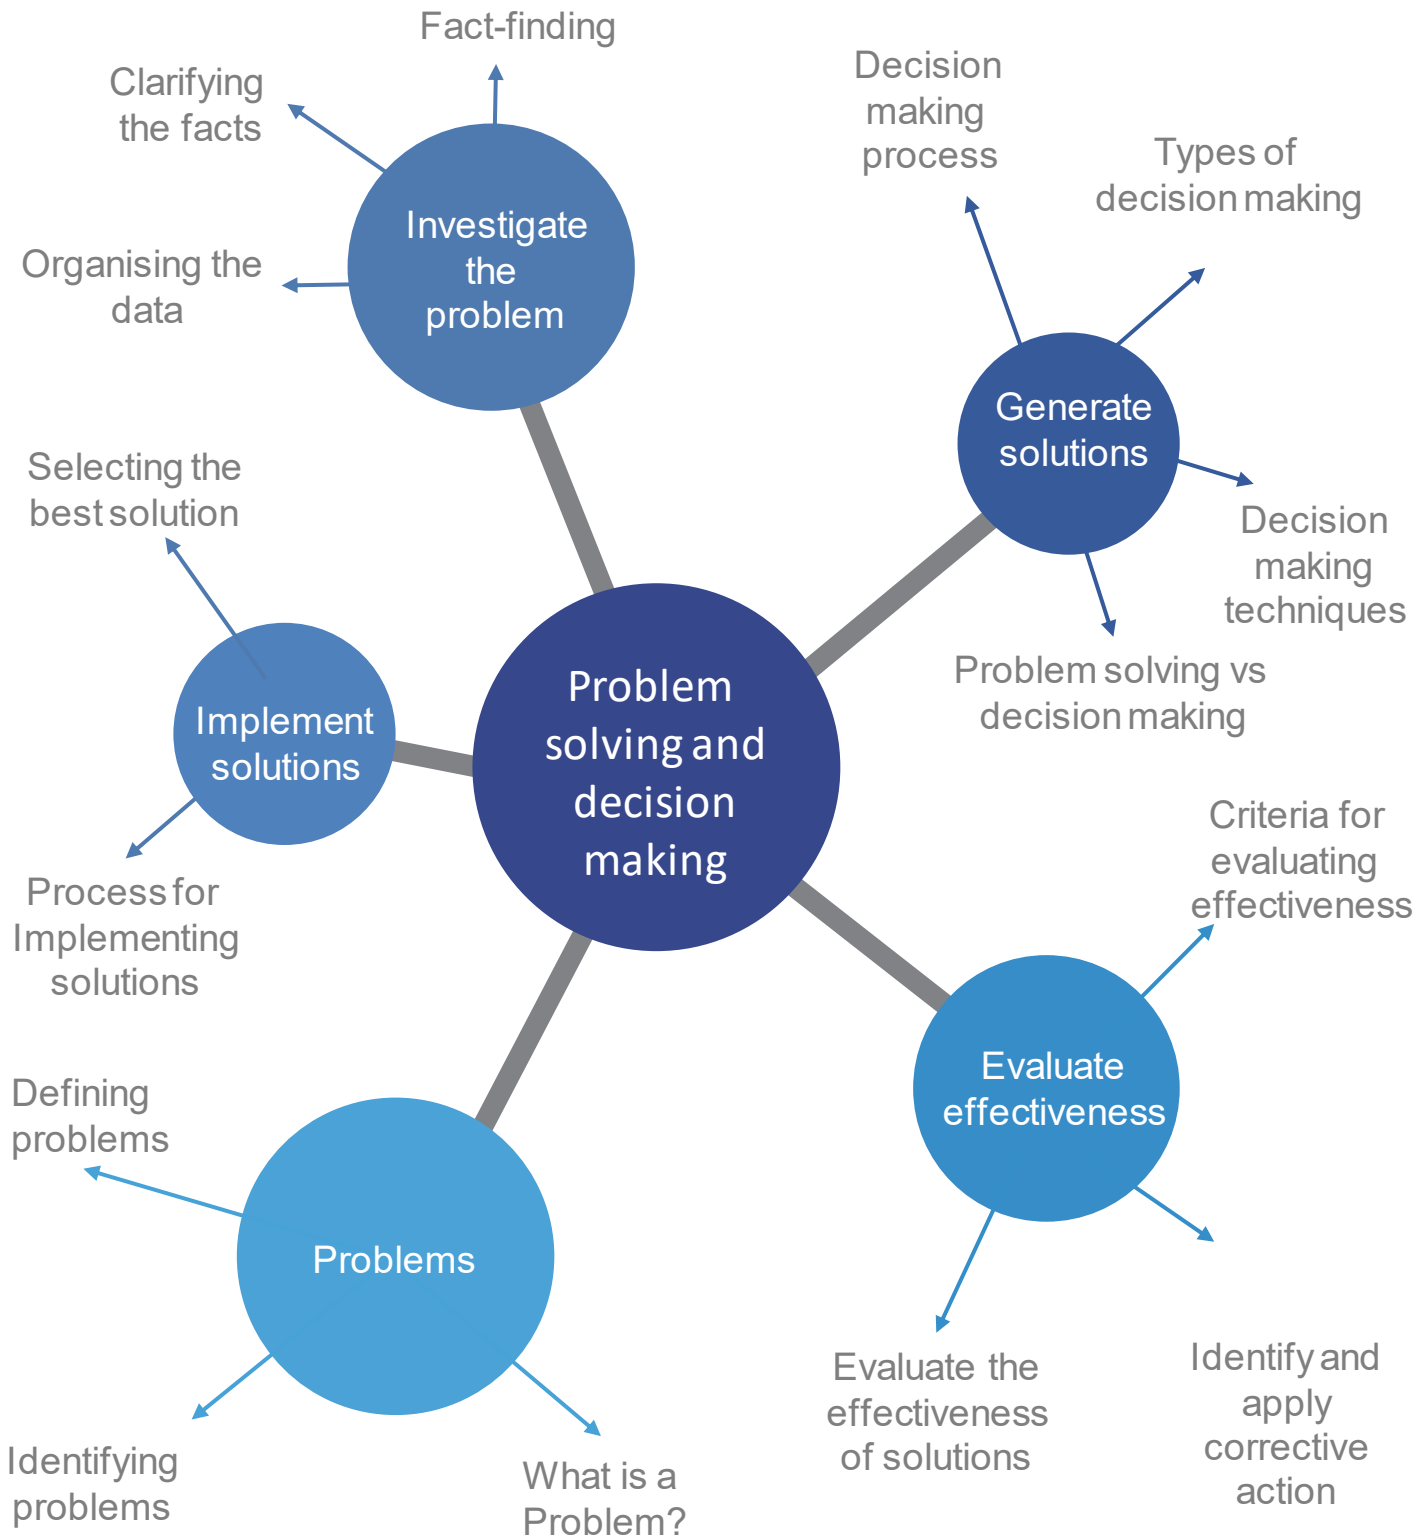 Fact-finding
Clarifying
the facts
Organising the
data
Investigate
the
problem
Decision
making
process
Types of
decision making
Generate
solutions
Decision
making
techniques
Problem solving vs
decision making
Selecting the
best solution
Implement
solutions
Process for
Implementing
solutions
Problem
solving and
decision
making
Criteria for
evaluating
effectiveness
Evaluate
effectiveness
Evaluate the
effectiveness
of solutions
Identify and
apply
corrective
action
Defining
problems
Problems
Identifying
problems
What is a
Problem?